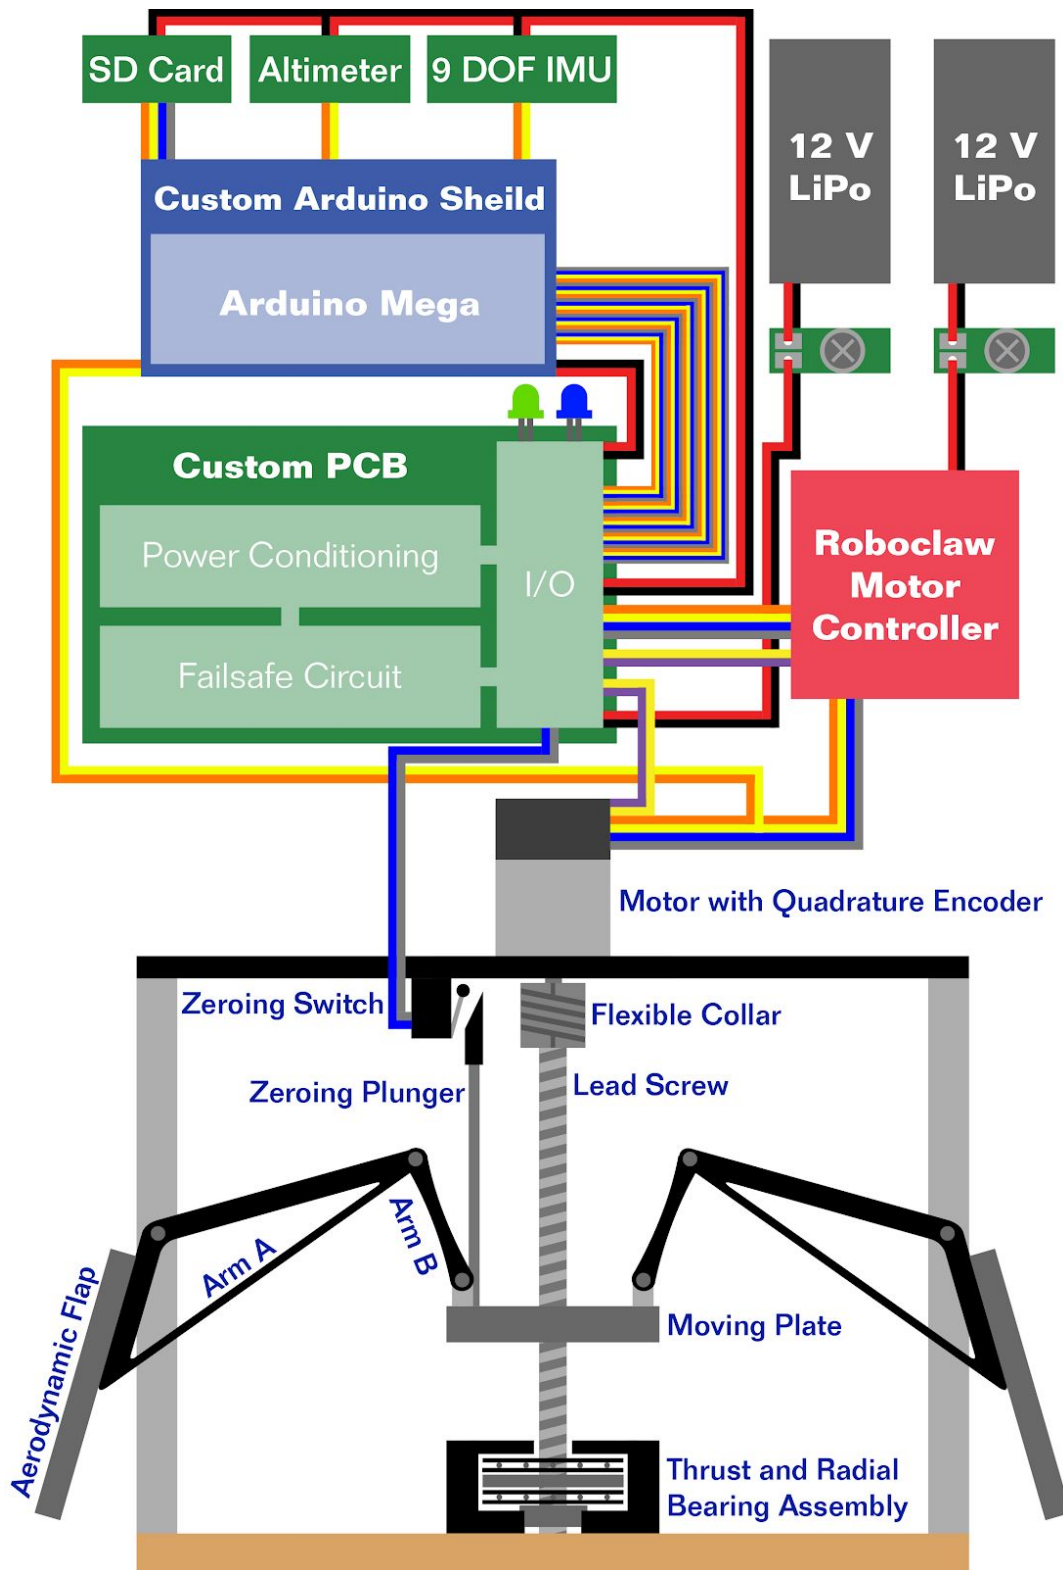 SD Card
Altimeter
9 DOF IMU
12 V
LiPo
12 V
LiPo
Custom Arduino Sheild
Arduino Mega
Custom PCB
Power Conditioning
I/O
Failsafe Circuit
Roboclaw
Motor
Controller
Motor with Quadrature Encoder
Zeroing Switch
Flexible Collar
Zeroing Plunger
Lead Screw
Arm A
Arm B
Aerodynamic Flap
Moving Plate
Thrust and Radial
Bearing Assembly